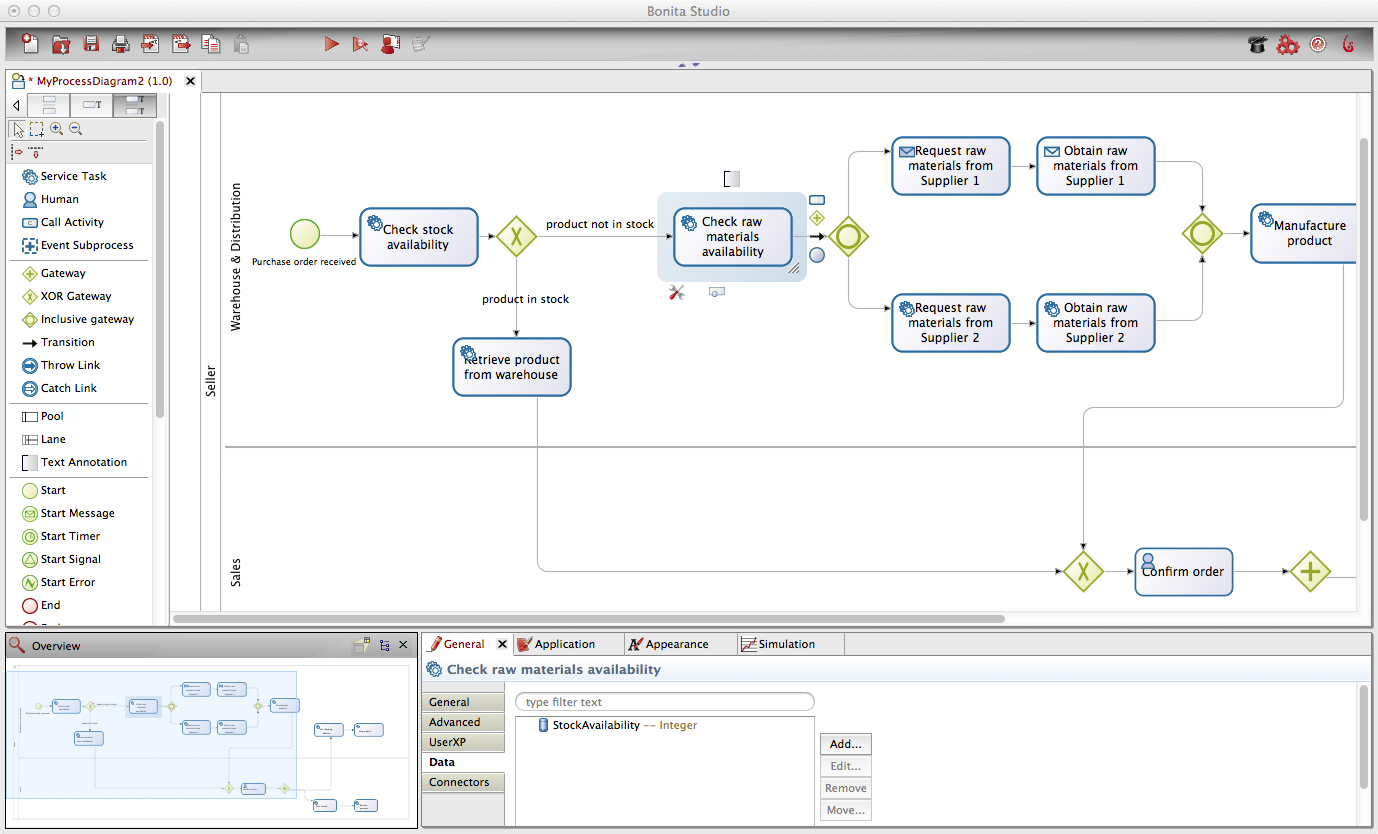 Bonita Studio
* MyProcessDiagram2 (1.0)
T
T
T
Service Task
Human
Call Activity
Event Subprocess
Gateway
XOR Gateway
Inclusive gateway
Transition
Throw Link
Catch Link
Pool
Lane
Text Annotation
Start
Start Message
Start Timer
Start Signal
Start Error
End
Seller
Warehouse & Distribution
Sales
Purchase order received
Check stock
availability
product not in stock
product in stock
Retrieve product
from warehouse
Check raw
materials
availability
Request raw
materials from
Supplier 1
Obtain raw
materials from
Supplier 1
Request raw
materials from
Supplier 2
Obtain raw
materials from
Supplier 2
Manufacture
product
Confirm order
Overview
General
Application
Appearance
Simulation
Check raw materials availability
General
Advanced
UserXP
Data
Connectors
type filter text
StockAvailability -- Integer
Add...
Edit...
Remove
Move...